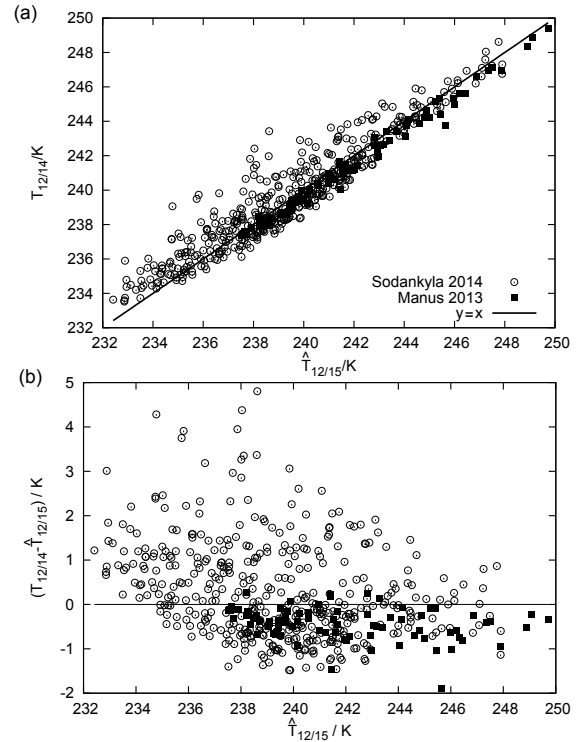 (a)
250
248
246
244
242
240
238
236
234
232
T12/14/K
Sodankyla 2014
Manus 2013
y=x
232 234 236 238 240 242 244 246 248 250
T̂12/15/K
(b)
5
4
3
2
1
0
-1
-2
(T12/14-T̂12/15) / K
232 234 236 238 240 242 244 246 248 250
T̂12/15 / K